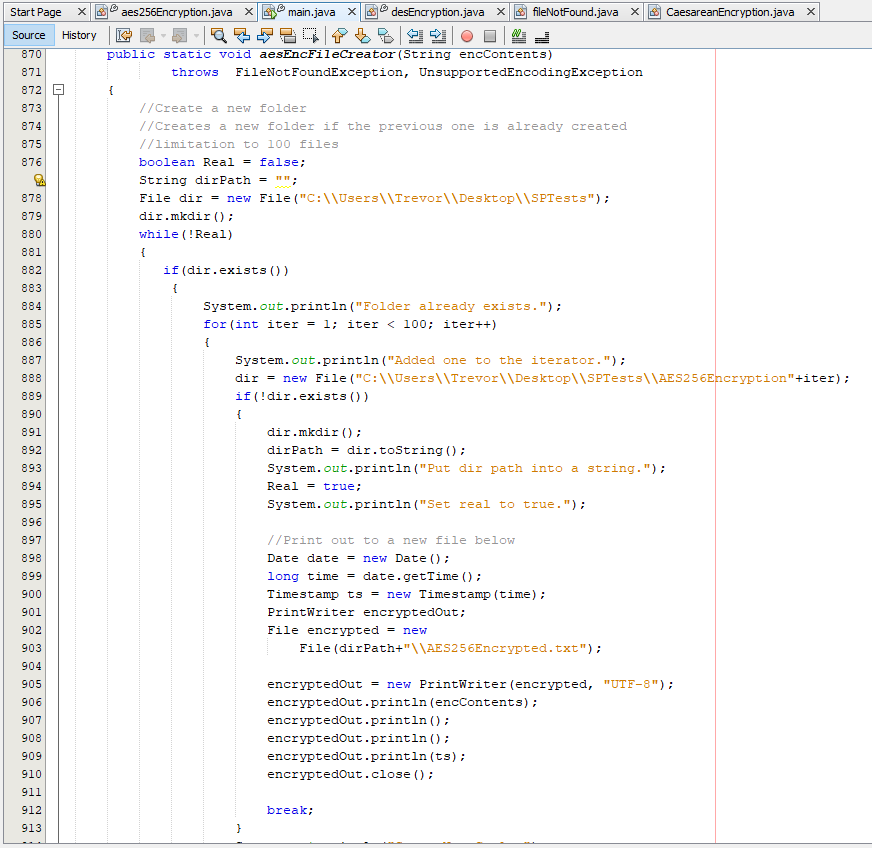 Start Page aes256Encryption.java main.java desEncryption.java fileNotFound.java CaesareanEncryption.java
Source History
870 public static void aesEncFileCreator(String encContents)
871 throws FileNotFoundException, UnsupportedEncodingException
872 {
873 //Create a new folder
874 //Creates a new folder if the previous one is already created
875 //limitation to 100 files
876 boolean Real = false;
String dirPath = "";
878 File dir = new File("C:\\Users\\Trevor\\Desktop\\SPTests");
879 dir.mkdir();
880 while(!Real)
881 {
882 if(dir.exists())
883 {
884 System.out.println("Folder already exists.");
885 for(int iter = 1; iter < 100; iter++)
886 {
887 System.out.println("Added one to the iterator.");
888 dir = new File("C:\\Users\\Trevor\\Desktop\\SPTests\\AES256Encryption"+iter);
889 if(!dir.exists())
890 {
891 dir.mkdir();
892 dirPath = dir.toString();
893 System.out.println("Put dir path into a string.");
894 Real = true;
895 System.out.println("Set real to true.");
896
897 //Print out to a new file below
898 Date date = new Date();
899 long time = date.getTime();
900 Timestamp ts = new Timestamp(time);
901 PrintWriter encryptedOut;
902 File encrypted = new
903 File(dirPath+"\\AES256Encrypted.txt");
904
905 encryptedOut = new PrintWriter(encrypted, "UTF-8");
906 encryptedOut.println(encContents);
907 encryptedOut.println();
908 encryptedOut.println();
909 encryptedOut.println(ts);
910 encryptedOut.close();
911
912 break;
913 }